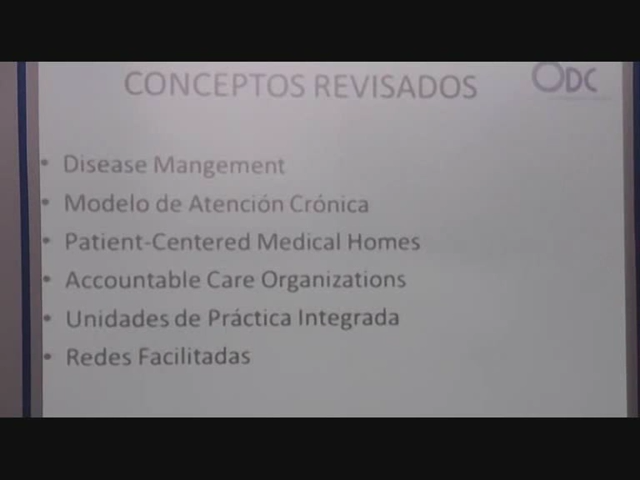 CONCEPTOS REVISADOS
ODC
• Disease Mangement
• Modelo de Atención Crónica
• Patient-Centered Medical Homes
• Accountable Care Organizations
• Unidades de Práctica Integrada
• Redes Facilitadas